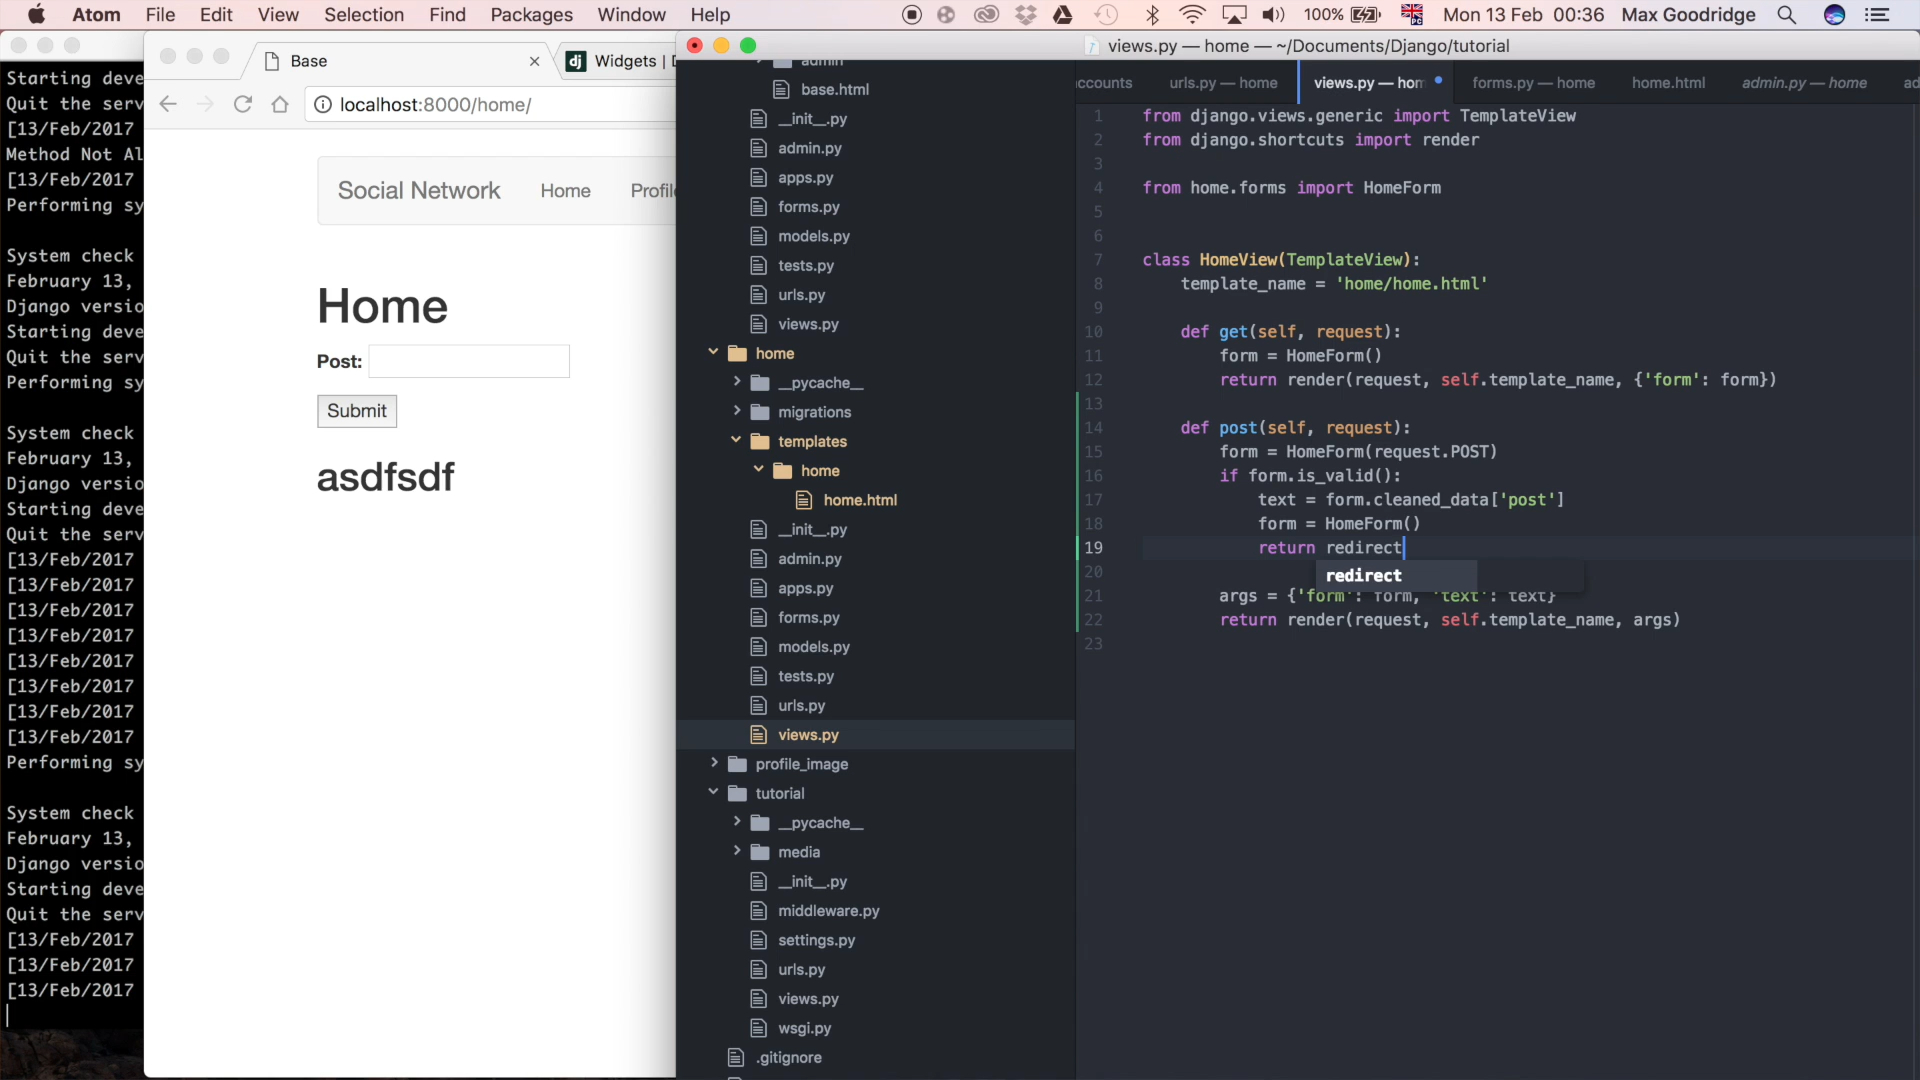 Atom File Edit View Selection Find Packages Window Help 100% Mon 13 Feb 00:36 Max Goodridge
Starting deve
Quit the serv
[13/Feb/2017
Method Not Al
[13/Feb/2017
Performing sy
System check
February 13,
Django versio
Starting deve
Quit the serv
Performing sy
System check
February 13,
Django versio
Starting deve
Quit the serv
[13/Feb/2017
[13/Feb/2017
[13/Feb/2017
[13/Feb/2017
[13/Feb/2017
[13/Feb/2017
[13/Feb/2017
[13/Feb/2017
Performing sy
System check
February 13,
Django versio
Starting deve
Quit the serv
[13/Feb/2017
[13/Feb/2017
[13/Feb/2017
Base
dj Widgets |
localhost:8000/home/
Social Network Home Profile
Home
Post:
Submit
asdfsdf
views.py — home — ~/Documents/Django/tutorial
admin
base.html
__init__.py
admin.py
apps.py
forms.py
models.py
tests.py
urls.py
views.py
home
__pycache__
migrations
templates
home
home.html
__init__.py
admin.py
apps.py
forms.py
models.py
tests.py
urls.py
views.py
profile_image
tutorial
__pycache__
media
__init__.py
middleware.py
settings.py
urls.py
views.py
wsgi.py
.gitignore
ccounts urls.py — home views.py — hom forms.py — home home.html admin.py — home ad
1 from django.views.generic import TemplateView
2 from django.shortcuts import render
3
4 from home.forms import HomeForm
5
6
7 class HomeView(TemplateView):
8 template_name = 'home/home.html'
9
10 def get(self, request):
11 form = HomeForm()
12 return render(request, self.template_name, {'form': form})
13
14 def post(self, request):
15 form = HomeForm(request.POST)
16 if form.is_valid():
17 text = form.cleaned_data['post']
18 form = HomeForm()
19 return redirect
20 redirect
21 args = {'form': form, 'text': text}
22 return render(request, self.template_name, args)
23